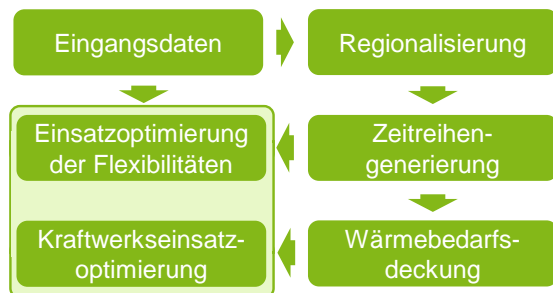 Eingangsdaten
Regionalisierung
Einsatzoptimierung
der Flexibilitäten
Zeitreihen-
generierung
Kraftwerkseinsatz-
optimierung
Wärmebedarfs-
deckung